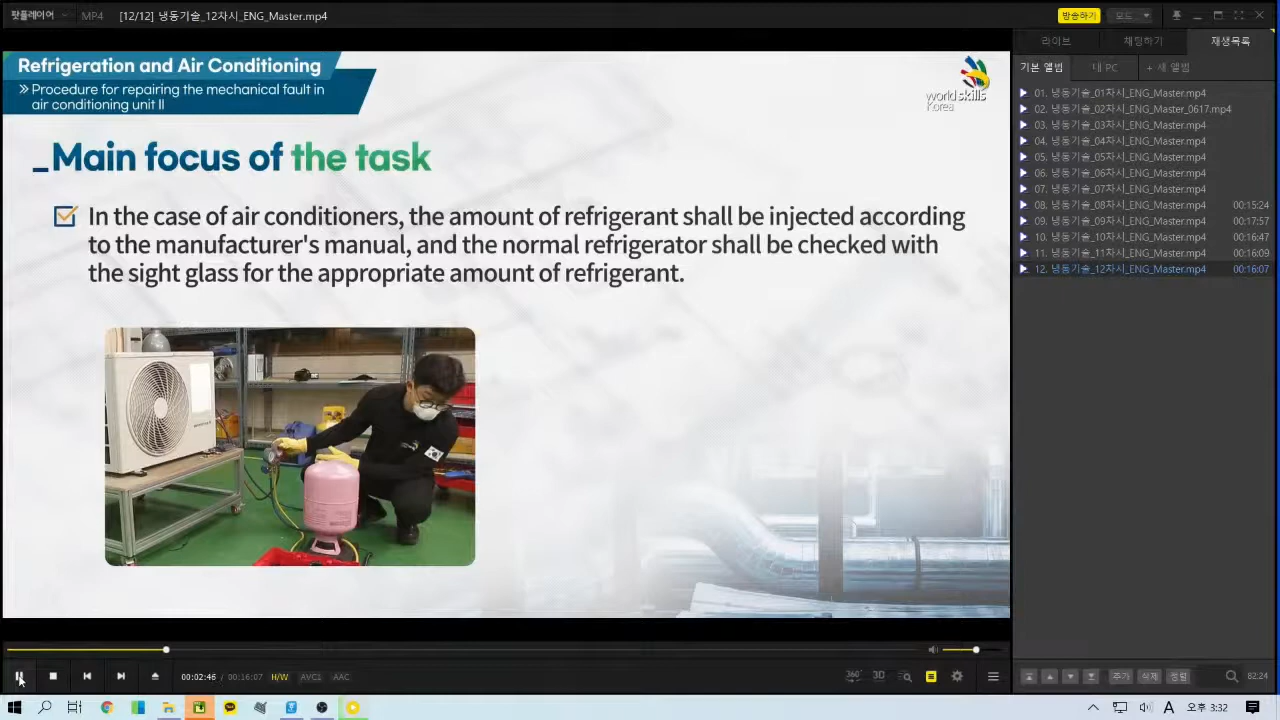 팟플레이어
MP4
[12/12] 냉동기술_12차시_ENG_Master.mp4
방송하기
모드
라이브
채팅하기
재생목록
기본 앨범
내 PC
+ 새 앨범
Refrigeration and Air Conditioning
» Procedure for repairing the mechanical fault in
air conditioning unit II
world skills
Korea
_Main focus of the task
In the case of air conditioners, the amount of refrigerant shall be injected according
to the manufacturer's manual, and the normal refrigerator shall be checked with
the sight glass for the appropriate amount of refrigerant.
01. 냉동기술_01차시_ENG_Master.mp4
02. 냉동기술_02차시_ENG_Master_0617.mp4
03. 냉동기술_03차시_ENG_Master.mp4
04. 냉동기술_04차시_ENG_Master.mp4
05. 냉동기술_05차시_ENG_Master.mp4
06. 냉동기술_06차시_ENG_Master.mp4
07. 냉동기술_07차시_ENG_Master.mp4
08. 냉동기술_08차시_ENG_Master.mp4 00:15:24
09. 냉동기술_09차시_ENG_Master.mp4 00:17:57
10. 냉동기술_10차시_ENG_Master.mp4 00:16:47
11. 냉동기술_11차시_ENG_Master.mp4 00:16:09
12. 냉동기술_12차시_ENG_Master.mp4 00:16:07
00:02:46 / 00:16:07 H/W AVC1 AAC
360°
3D
추가
삭제
정렬
82:24
A
오후 3:32